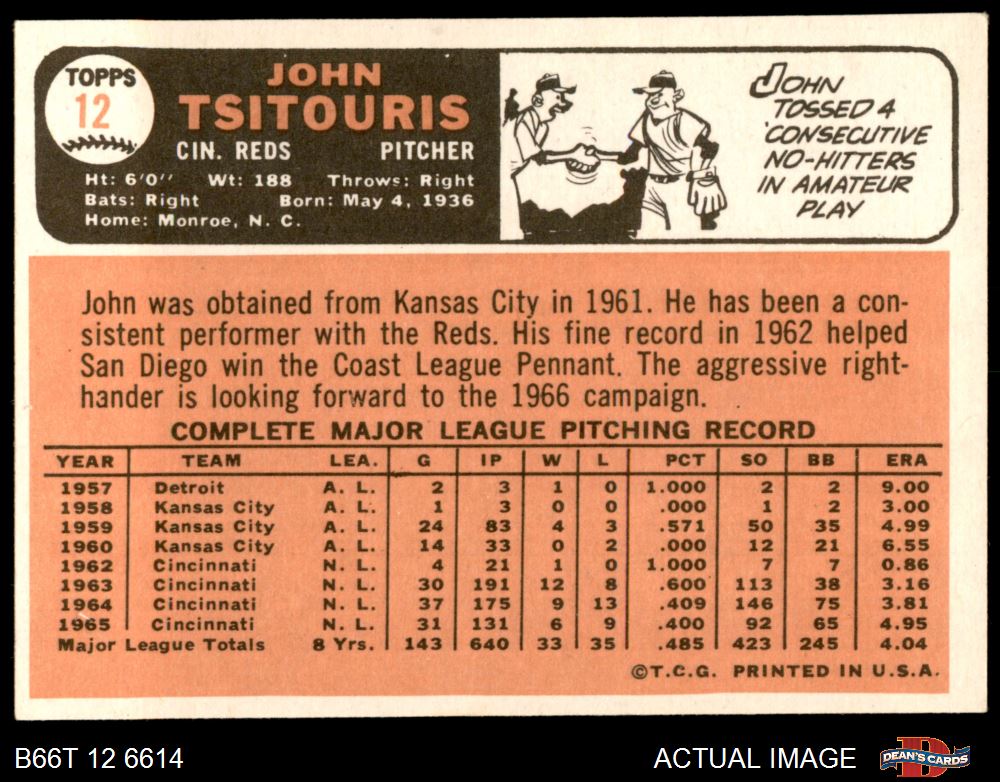 TOPPS
12
JOHN
TSITOURIS
CIN. REDS PITCHER
Ht: 6'0" Wt: 188 Throws: Right
Bats: Right Born: May 4, 1936
Home: Monroe, N. C.
JOHN
TOSSED 4
CONSECUTIVE
NO-HITTERS
IN AMATEUR
PLAY
John was obtained from Kansas City in 1961. He has been a con-
sistent performer with the Reds. His fine record in 1962 helped
San Diego win the Coast League Pennant. The aggressive right-
hander is looking forward to the 1966 campaign.
COMPLETE MAJOR LEAGUE PITCHING RECORD
YEAR TEAM LEA. G IP W L PCT SO BB ERA
1957 Detroit A. L. 2 3 1 0 1.000 2 2 9.00
1958 Kansas City A. L. 1 3 0 0 .000 1 2 3.00
1959 Kansas City A. L. 24 83 4 3 .571 50 35 4.99
1960 Kansas City A. L. 14 33 0 2 .000 12 21 6.55
1962 Cincinnati N. L. 4 21 1 0 1.000 7 7 0.86
1963 Cincinnati N. L. 30 191 12 8 .600 113 38 3.16
1964 Cincinnati N. L. 37 175 9 13 .409 146 75 3.81
1965 Cincinnati N. L. 31 131 6 9 .400 92 65 4.95
Major League Totals 8 Yrs. 143 640 33 35 .485 423 245 4.04
©T.C.G. PRINTED IN U.S.A.
B66T 12 6614 ACTUAL IMAGE DEAN'S CARDS